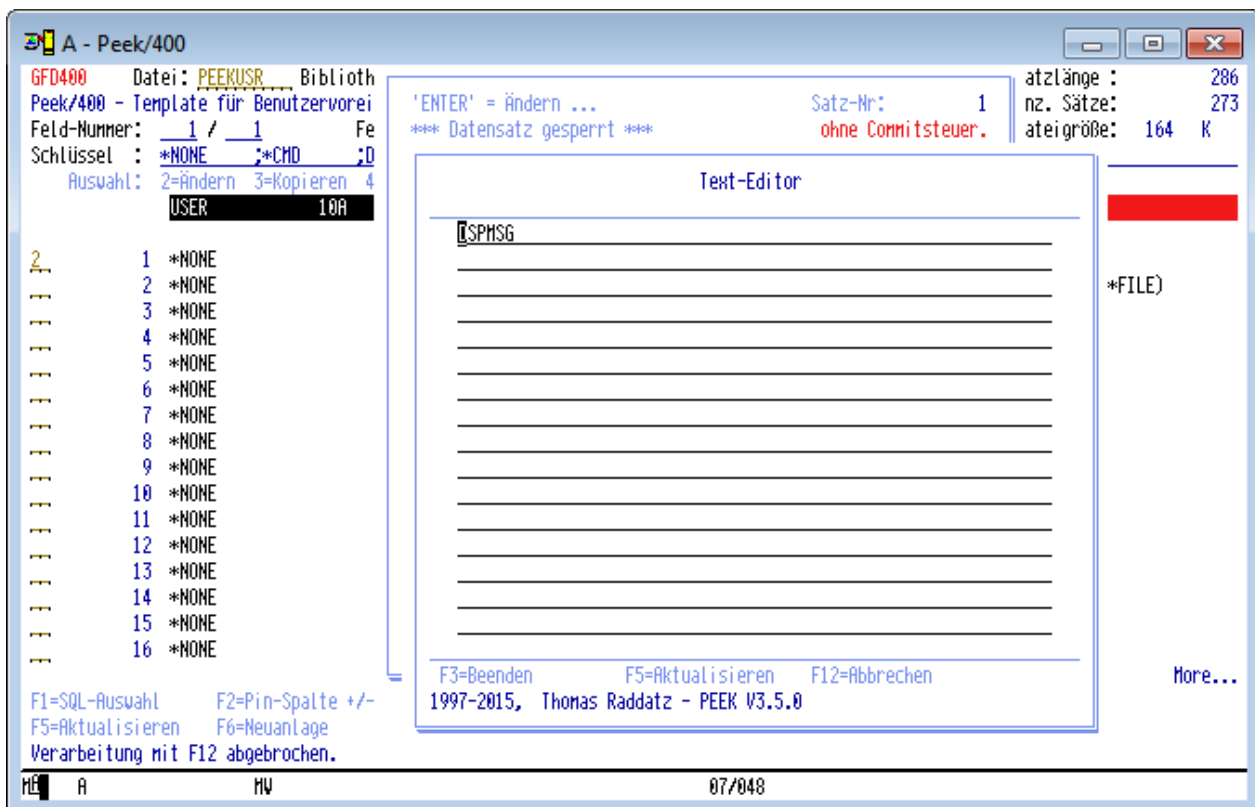 A - Peek/400
GFD400 Datei: PEEKUSR Biblioth atzlänge : 286
Peek/400 - Template für Benutzervorei 'ENTER' = Ändern ... Satz-Nr: 1 nz. Sätze: 273
Feld-Nummer: 1 / 1 Fe *** Datensatz gesperrt *** ohne Commitsteuer. ateigröße: 164 K
Schlüssel : *NONE ;*CMD ;D
Auswahl: 2=Ändern 3=Kopieren 4 Text-Editor
USER 10A
DSPMSG
2 1 *NONE
2 *NONE *FILE)
3 *NONE
4 *NONE
5 *NONE
6 *NONE
7 *NONE
8 *NONE
9 *NONE
10 *NONE
11 *NONE
12 *NONE
13 *NONE
14 *NONE
15 *NONE
16 *NONE
F3=Beenden F5=Aktualisieren F12=Abbrechen More...
F1=SQL-Auswahl F2=Pin-Spalte +/- 1997-2015, Thomas Raddatz - PEEK V3.5.0
F5=Aktualisieren F6=Neuanlage
Verarbeitung mit F12 abgebrochen.
MA A MW 07/048